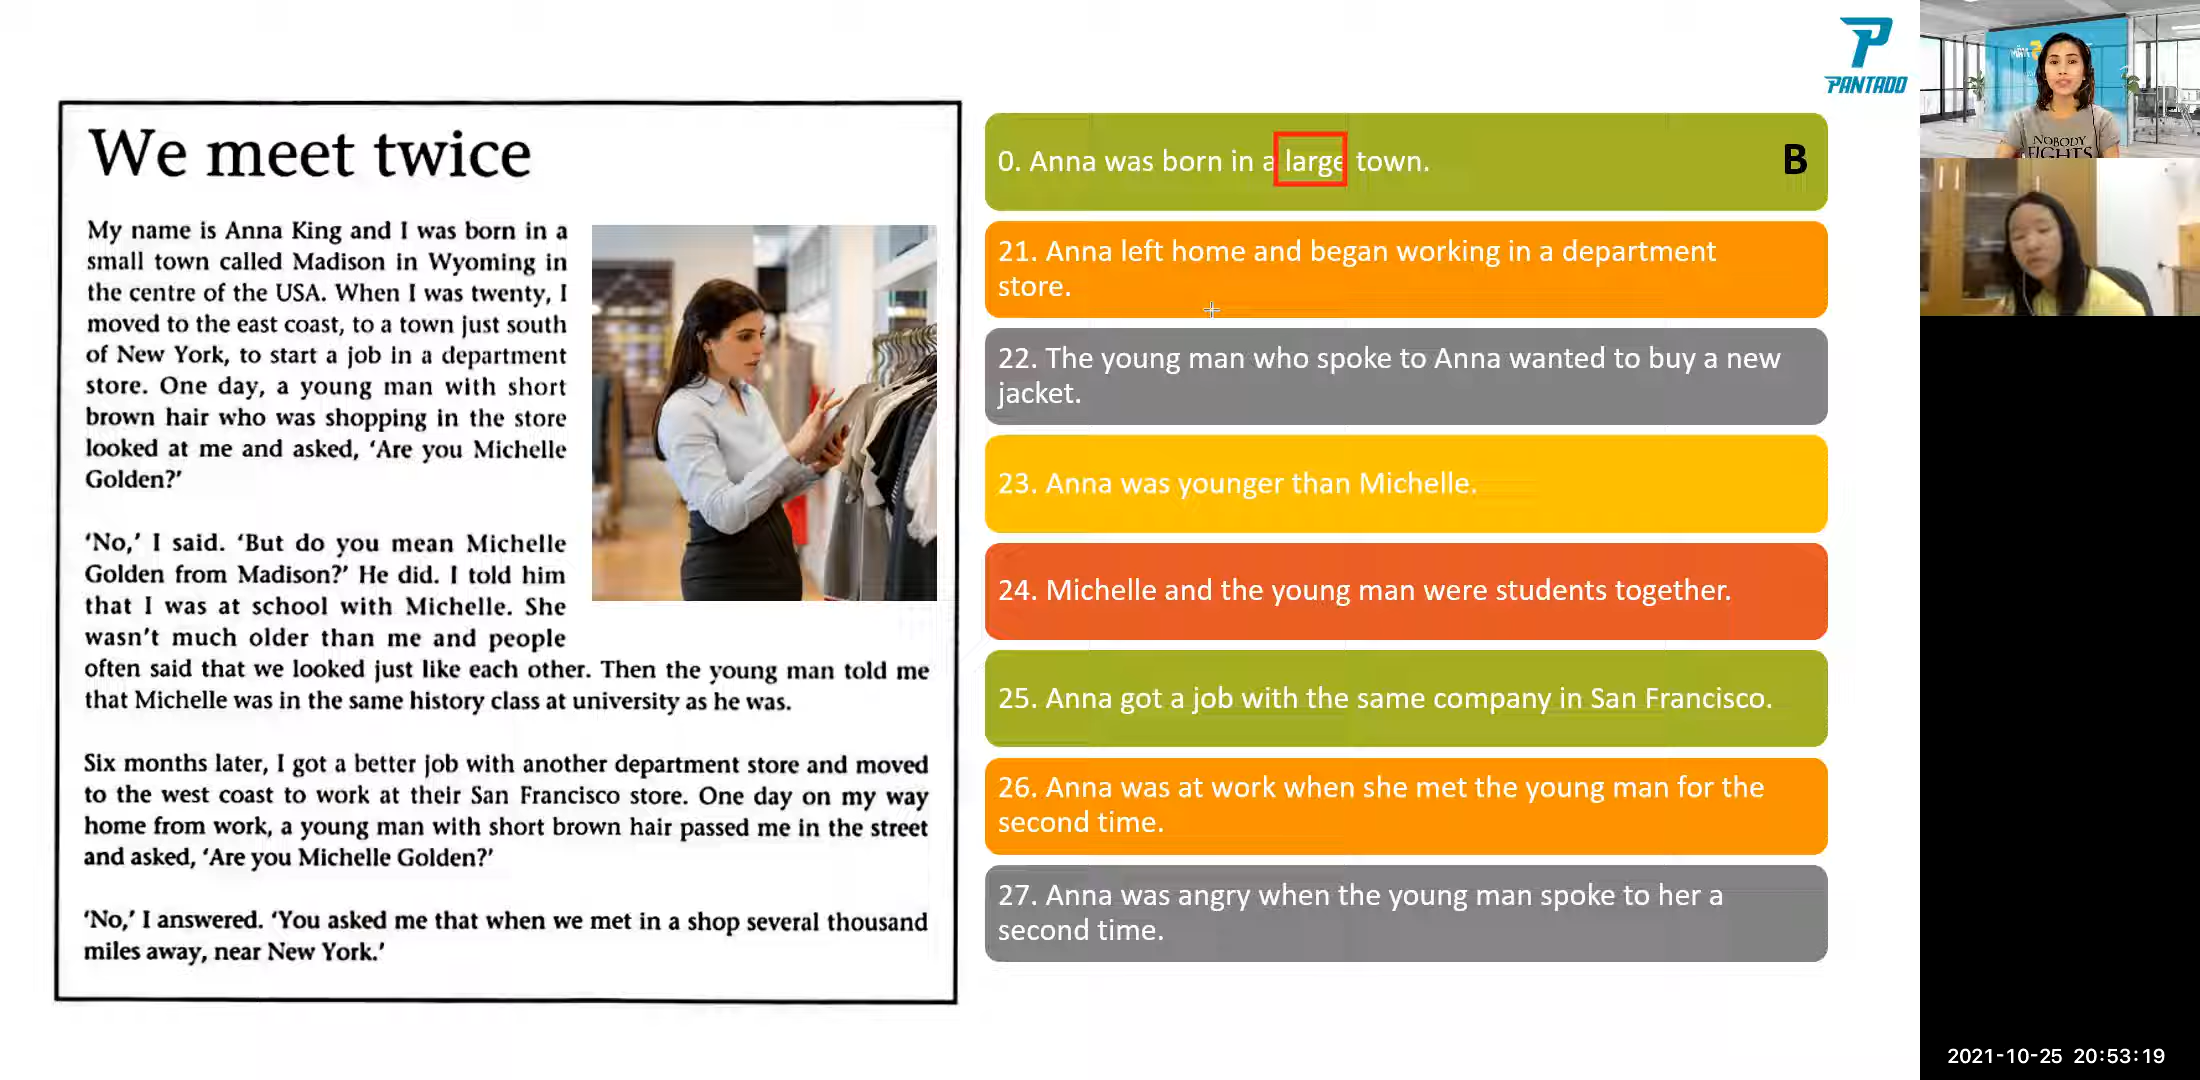 We meet twice
My name is Anna King and I was born in a
small town called Madison in Wyoming in
the centre of the USA. When I was twenty, I
moved to the east coast, to a town just south
of New York, to start a job in a department
store. One day, a young man with short
brown hair who was shopping in the store
looked at me and asked, ‘Are you Michelle
Golden?’
‘No,’ I said. ‘But do you mean Michelle
Golden from Madison?’ He did. I told him
that I was at school with Michelle. She
wasn’t much older than me and people
often said that we looked just like each other. Then the young man told me
that Michelle was in the same history class at university as he was.
Six months later, I got a better job with another department store and moved
to the west coast to work at their San Francisco store. One day on my way
home from work, a young man with short brown hair passed me in the street
and asked, ‘Are you Michelle Golden?’
‘No,’ I answered. ‘You asked me that when we met in a shop several thousand
miles away, near New York.’
0. Anna was born in a large town. B
21. Anna left home and began working in a department
store.
22. The young man who spoke to Anna wanted to buy a new
jacket.
23. Anna was younger than Michelle.
24. Michelle and the young man were students together.
25. Anna got a job with the same company in San Francisco.
26. Anna was at work when she met the young man for the
second time.
27. Anna was angry when the young man spoke to her a
second time.
PANTADO
NOBODY
FIGHTS
2021-10-25 20:53:19